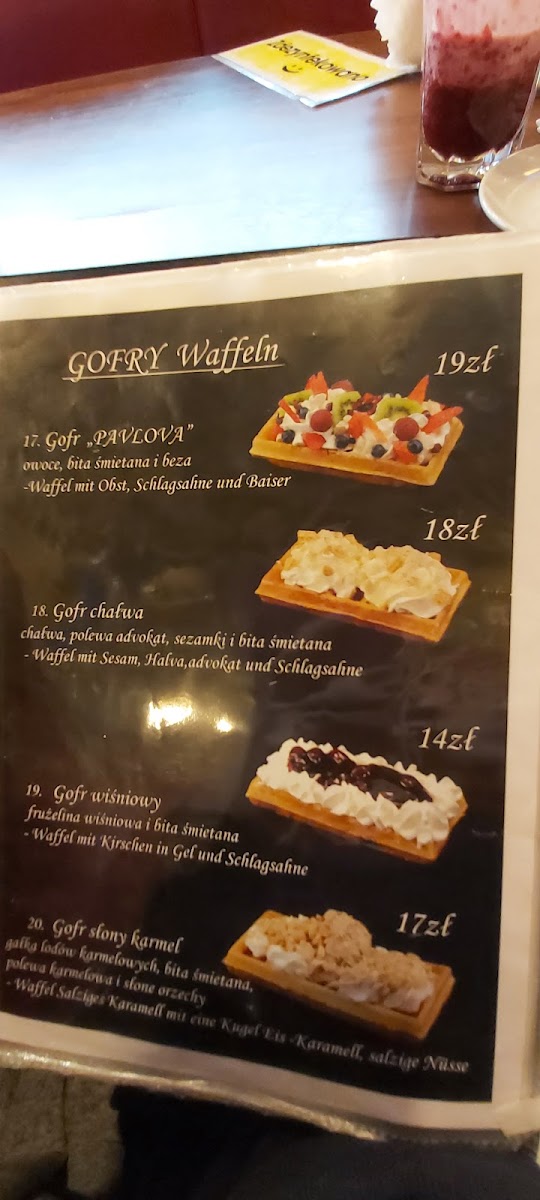 Zdezynfekowano
GOFRY Waffeln
19zł
17. Gofr „PAVLOVA”
owoce, bita śmietana i beza
-Waffel mit Obst, Schlagsahne und Baiser
18zł
18. Gofr chałwa
chałwa, polewa advokat, sezamki i bita śmietana
- Waffel mit Sesam, Halva,advokat und Schlagsahne
14zł
19. Gofr wiśniowy
frużelina wiśniowa i bita śmietana
- Waffel mit Kirschen in Gel und Schlagsahne
17zł
20. Gofr słony karmel
gałka lodów karmelowych, bita śmietana,
polewa karmelowa i słone orzechy
- Waffel Salziges Karamell mit eine Kugel Eis -Karamell, salzige Nüsse